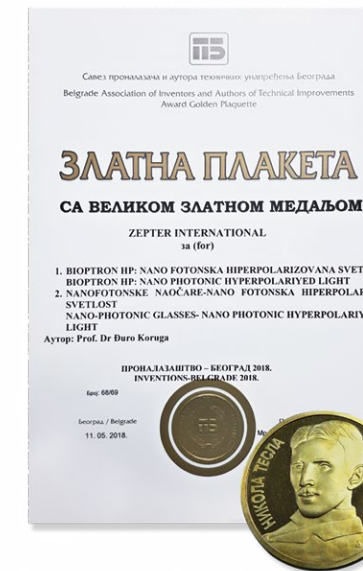 Савез проналазача и аутора техничких унапређења Београда
Belgrade Association of Inventors and Authors of Technical Improvements
Award Golden Plaquette
ЗЛАТНА ПЛАКЕТА
СА ВЕЛИКОМ ЗЛАТНОМ МЕДАЉОМ
ZEPTER INTERNATIONAL
за (for)
1. BIOPTRON HP: NANO FOTONSKA HIPERPOLARIZOVANA SVET
BIOPTRON HP: NANO PHOTONIC HYPERPOLARIYED LIGHT
2. NANOFOTONSKE NAOČARE-NANO FOTONSKA HIPERPOLAR
SVETLOST
NANO-PHOTONIC GLASSES- NANO PHOTONIC HYPERPOLARIY
LIGHT
Аутор: Prof. Dr Đuro Koruga
ПРОНАЛАЗАШТВО – БЕОГРАД 2018.
INVENTIONS-BELGRADE 2018.
Број: 68/69
Београд / Belgrade
11. 05. 2018.
НИКОЛА ТЕСЛА